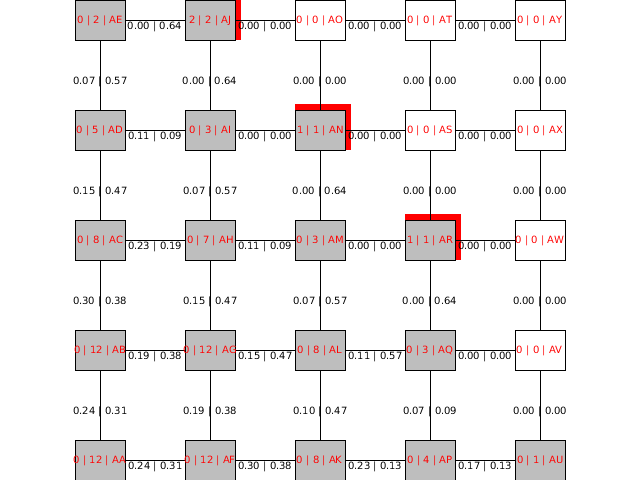 0 | 2 | AE 0.00 | 0.64 2 | 2 | AJ 0.00 | 0.00 0 | 0 | AO 0.00 | 0.00 0 | 0 | AT 0.00 | 0.00 0 | 0 | AY
0.07 | 0.57 0.00 | 0.64 0.00 | 0.00 0.00 | 0.00 0.00 | 0.00
0 | 5 | AD 0.11 | 0.09 0 | 3 | AI 0.00 | 0.00 1 | 1 | AN 0.00 | 0.00 0 | 0 | AS 0.00 | 0.00 0 | 0 | AX
0.15 | 0.47 0.07 | 0.57 0.00 | 0.64 0.00 | 0.00 0.00 | 0.00
0 | 8 | AC 0.23 | 0.19 0 | 7 | AH 0.11 | 0.09 0 | 3 | AM 0.00 | 0.00 1 | 1 | AR 0.00 | 0.00 0 | 0 | AW
0.30 | 0.38 0.15 | 0.47 0.07 | 0.57 0.00 | 0.64 0.00 | 0.00
0 | 12 | AB 0.19 | 0.38 0 | 12 | AG 0.15 | 0.47 0 | 8 | AL 0.11 | 0.57 0 | 3 | AQ 0.00 | 0.00 0 | 0 | AV
0.24 | 0.31 0.19 | 0.38 0.10 | 0.47 0.07 | 0.09 0.00 | 0.00
0 | 12 | AA 0.24 | 0.31 0 | 12 | AF 0.30 | 0.38 0 | 8 | AK 0.23 | 0.13 0 | 4 | AP 0.17 | 0.13 0 | 1 | AU